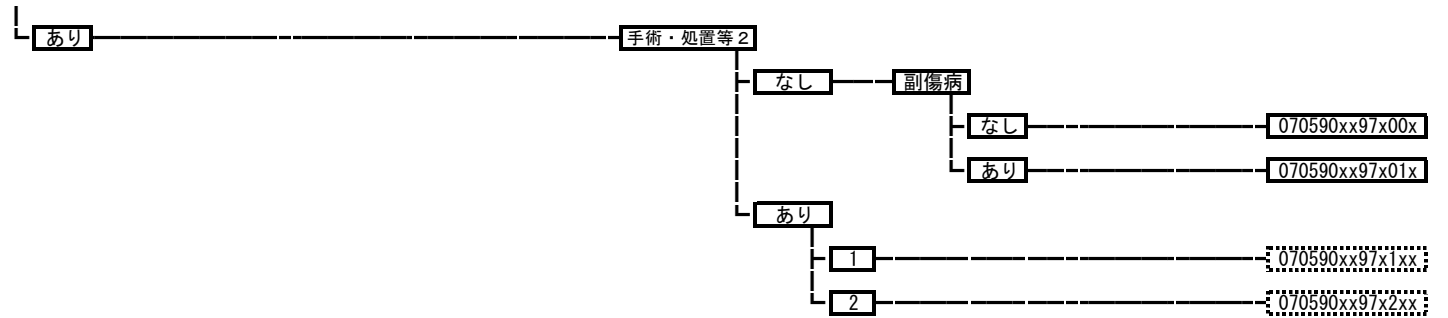 あり 手術・処置等２
なし 副傷病
なし 070590xx97x00x
あり 070590xx97x01x
あり
1 070590xx97x1xx
2 070590xx97x2xx